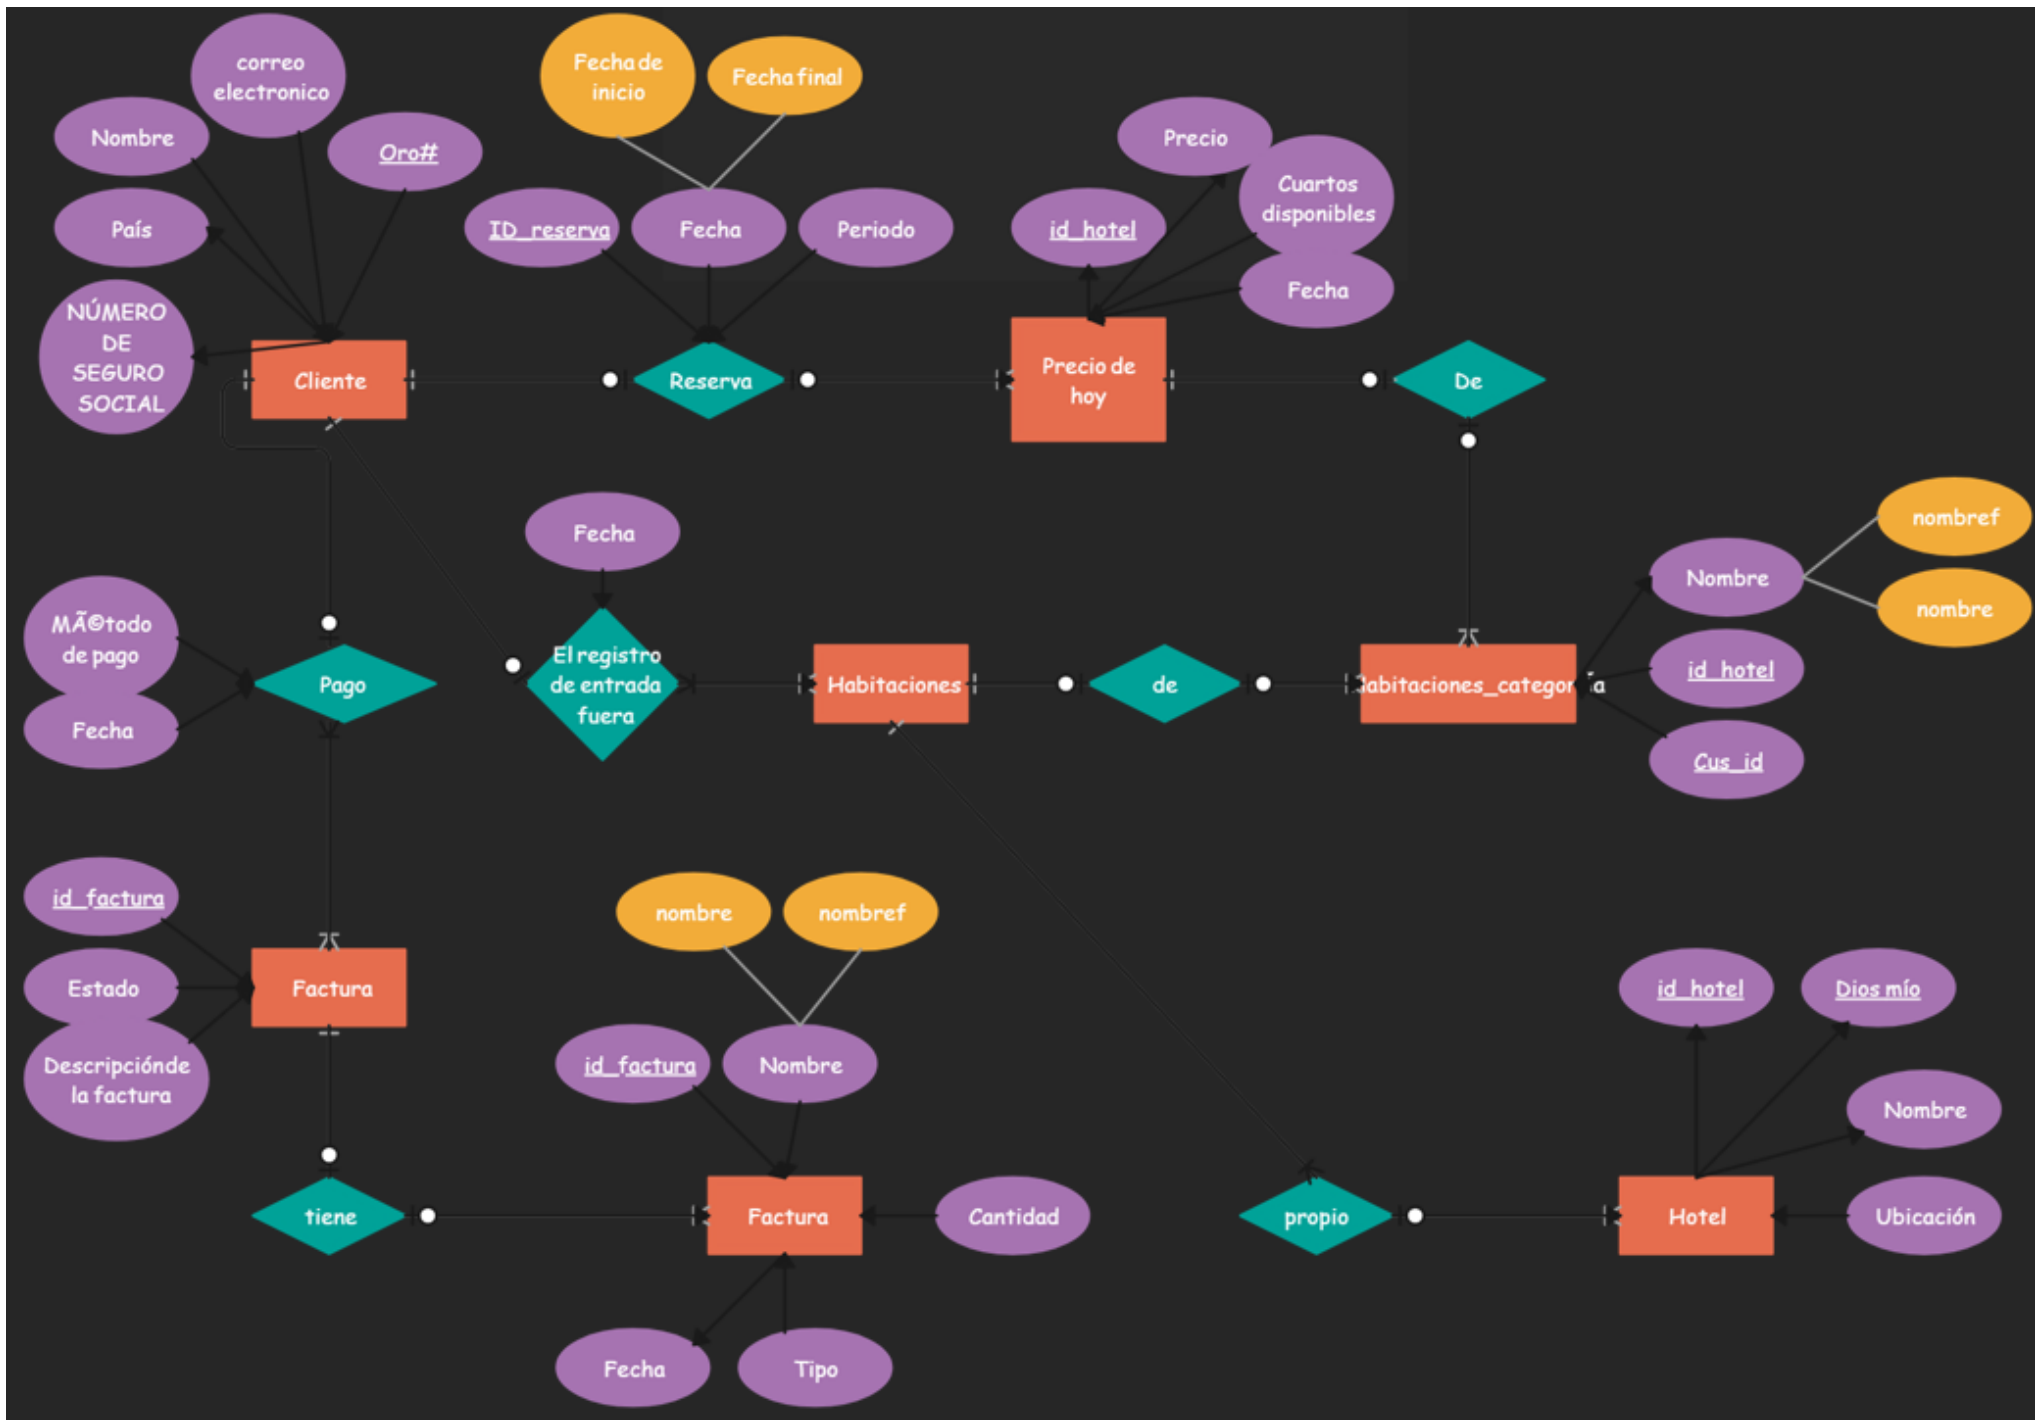 correo
electronico
Fecha de
inicio
Fecha final
Nombre
Oro#
Precio
Cuartos
disponibles
País
ID_reserva
Fecha
Periodo
id_hotel
Fecha
NÚMERO
DE
SEGURO
SOCIAL
Cliente
Reserva
Precio de
hoy
De
Fecha
nombref
Nombre
nombre
MÃ©todo
de pago
Pago
El registro
de entrada
fuera
Habitaciones
de
Habitaciones_categoría
id_hotel
Fecha
Cus_id
id_factura
nombre
nombref
Estado
Factura
id_hotel
Dios mío
Descripciónde
la factura
id_factura
Nombre
Nombre
tiene
Factura
Cantidad
propio
Hotel
Ubicación
Fecha
Tipo